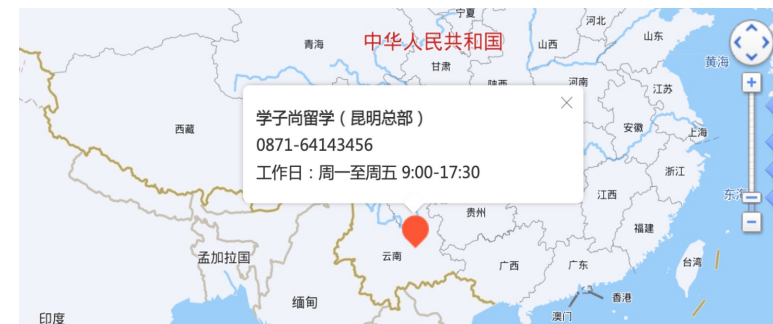 宁夏
河北
青海
中华人民共和国
山西
山东
甘肃
黄海
陕西
河南
江苏
学子尚留学（昆明总部）
0871-64143456
工作日：周一至周五 9:00-17:30
西藏
安徽
上海
浙江
江西
东海
贵州
福建
孟加拉国
云南
广西
广东
台湾
缅甸
香港
澳门
印度